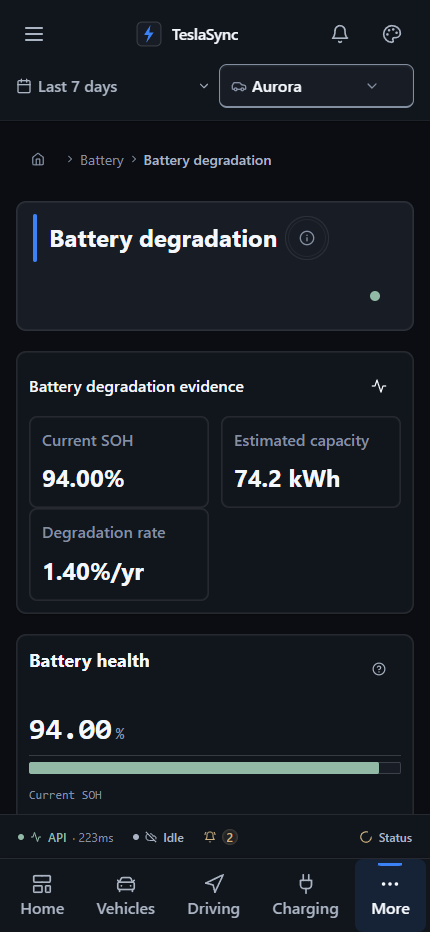 TeslaSync
Last 7 days
Aurora
Battery
Battery degradation
Battery degradation
Battery degradation evidence
Current SOH
94.00%
Estimated capacity
74.2 kWh
Degradation rate
1.40%/yr
Battery health
94.00%
Current SOH
API · 223ms
Idle
2
Status
Home
Vehicles
Driving
Charging
More